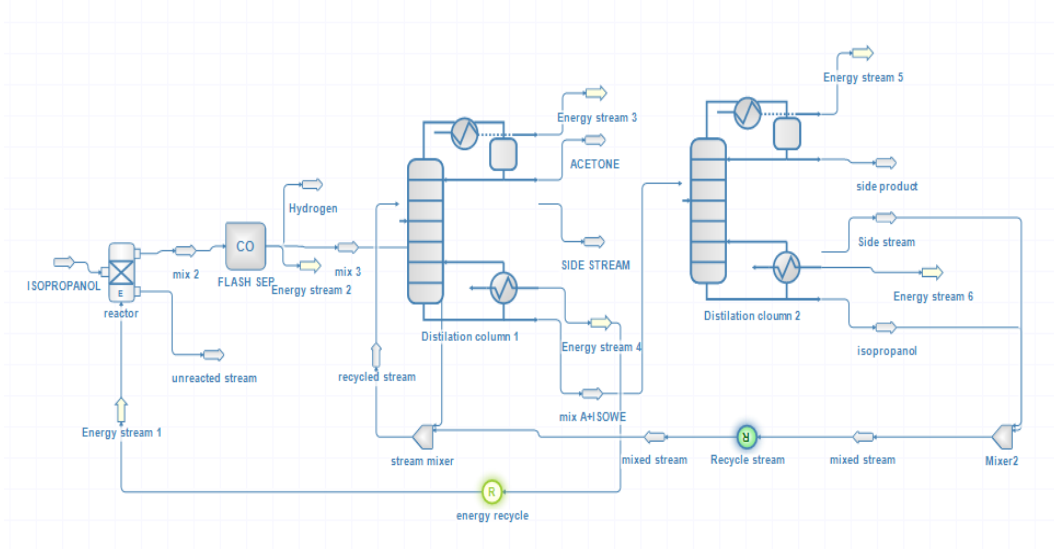 Energy stream 5
Energy stream 3
ACETONE
side product
Hydrogen
Side stream
CO
mix 2
mix 3
SIDE STREAM
ISOPROPANOL
FLASH SEP
Energy stream 2
E
Energy stream 6
reactor
Distilation column 1
Distilation cloumn 2
Energy stream 4
isopropanol
unreacted stream
recycled stream
mix A+ISOWE
Energy stream 1
R
stream mixer
mixed stream
Recycle stream
mixed stream
Mixer2
R
energy recycle